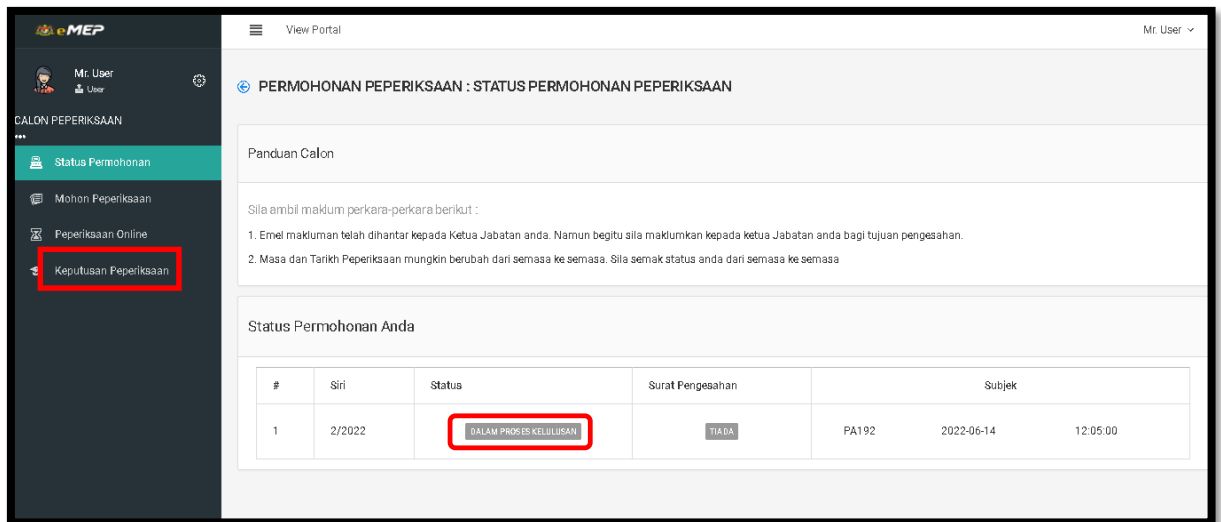 eMEP
View Portal
Mr. User
Mr. User
User
CALON PEPERIKSAAN
Status Permohonan
Mohon Peperiksaan
Peperiksaan Online
Keputusan Peperiksaan
PERMOHONAN PEPERIKSAAN : STATUS PERMOHONAN PEPERIKSAAN
Panduan Calon
Sila ambil maklum perkara-perkara berikut :
1. Emel makluman telah dihantar kepada Ketua Jabatan anda. Namun begitu sila maklumkan kepada ketua Jabatan anda bagi tujuan pengesahan.
2. Masa dan Tarikh Peperiksaan mungkin berubah dari semasa ke semasa. Sila semak status anda dari semasa ke semasa
Status Permohonan Anda
# Siri Status Surat Pengesahan Subjek
1 2/2022 DALAM PROSES KELULUSAN TIADA PA192 2022-06-14 12:05:00